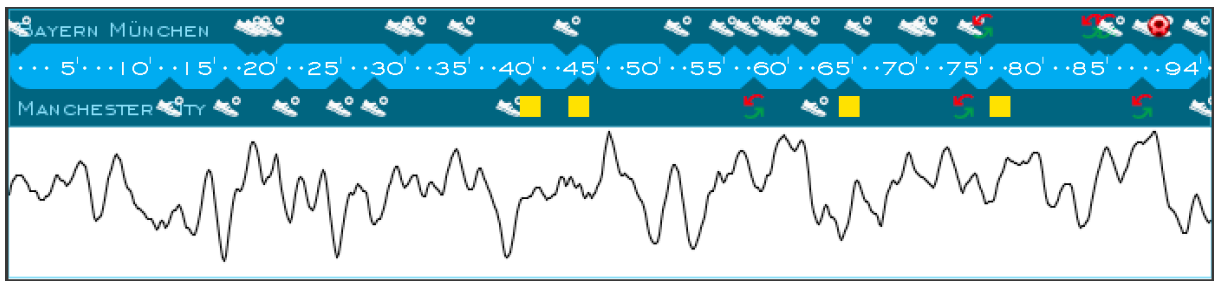 BAYERN MÜNCHEN
5' 10' 15' 20' 25' 30' 35' 40' 45' 50' 55' 60' 65' 70' 75' 80' 85' 94'
MANCHESTER CITY